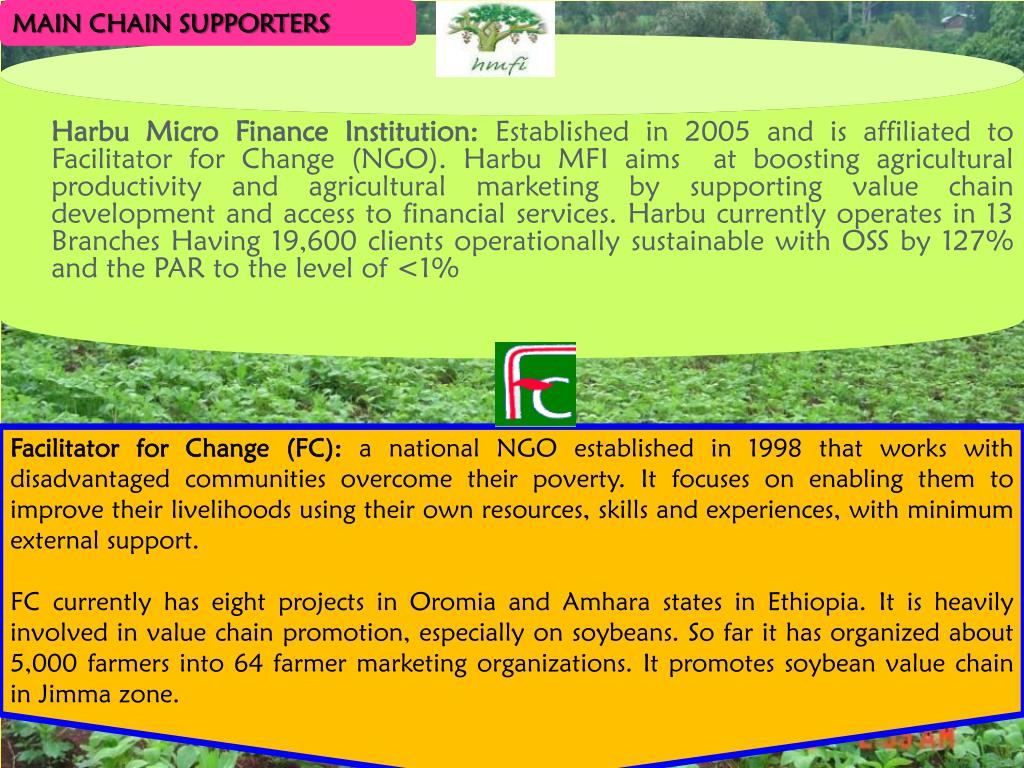 MAIN CHAIN SUPPORTERS
hmfi
Harbu Micro Finance Institution: Established in 2005 and is affiliated to
Facilitator for Change (NGO). Harbu MFI aims at boosting agricultural
productivity and agricultural marketing by supporting value chain
development and access to financial services. Harbu currently operates in 13
Branches Having 19,600 clients operationally sustainable with OSS by 127%
and the PAR to the level of <1%
Fc
Facilitator for Change (FC): a national NGO established in 1998 that works with
disadvantaged communities overcome their poverty. It focuses on enabling them to
improve their livelihoods using their own resources, skills and experiences, with minimum
external support.
FC currently has eight projects in Oromia and Amhara states in Ethiopia. It is heavily
involved in value chain promotion, especially on soybeans. So far it has organized about
5,000 farmers into 64 farmer marketing organizations. It promotes soybean value chain
in Jimma zone.